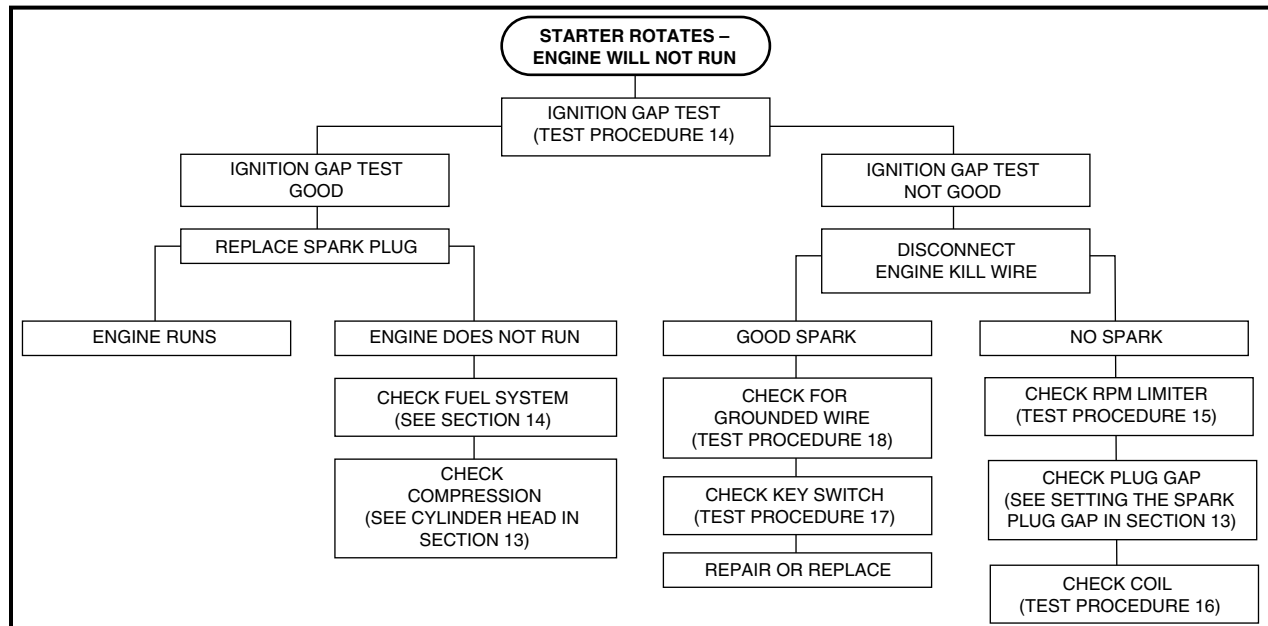 STARTER ROTATES –
ENGINE WILL NOT RUN
IGNITION GAP TEST
(TEST PROCEDURE 14)
IGNITION GAP TEST
GOOD
IGNITION GAP TEST
NOT GOOD
REPLACE SPARK PLUG
DISCONNECT
ENGINE KILL WIRE
ENGINE RUNS
ENGINE DOES NOT RUN
GOOD SPARK
NO SPARK
CHECK FUEL SYSTEM
(SEE SECTION 14)
CHECK FOR
GROUNDED WIRE
(TEST PROCEDURE 18)
CHECK RPM LIMITER
(TEST PROCEDURE 15)
CHECK
COMPRESSION
(SEE CYLINDER HEAD IN
SECTION 13)
CHECK KEY SWITCH
(TEST PROCEDURE 17)
CHECK PLUG GAP
(SEE SETTING THE SPARK
PLUG GAP IN SECTION 13)
REPAIR OR REPLACE
CHECK COIL
(TEST PROCEDURE 16)